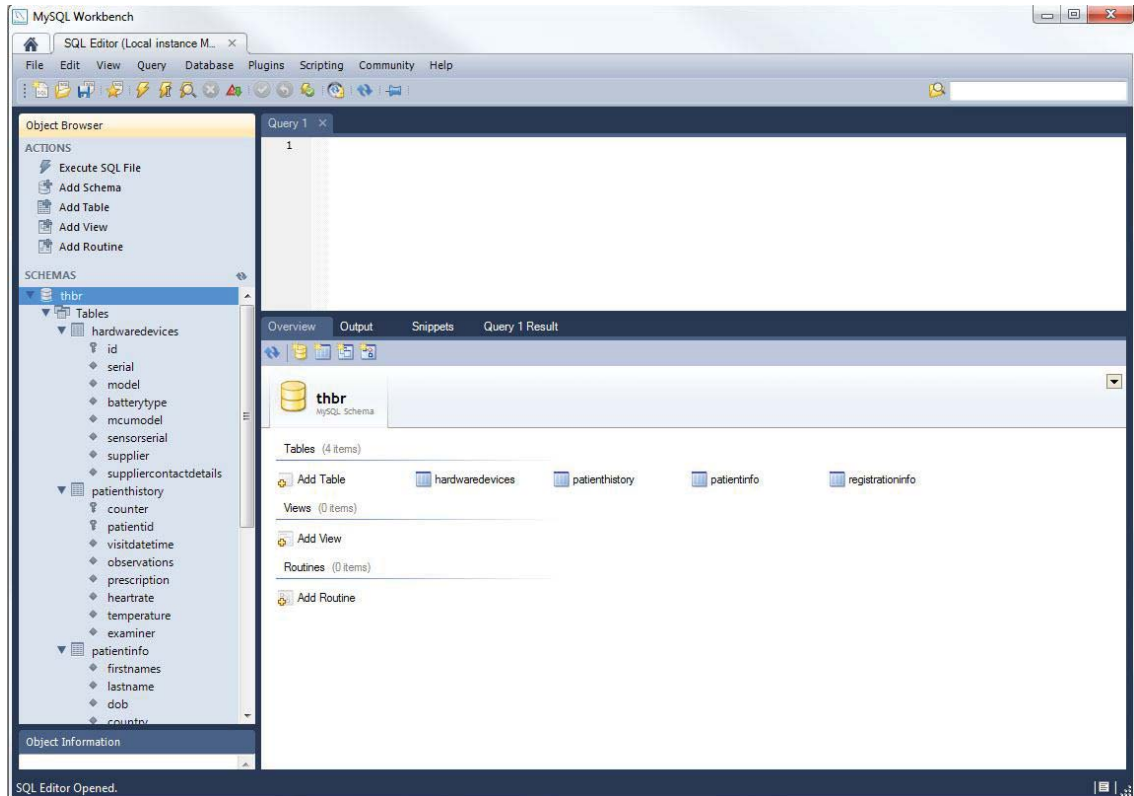 MySQL Workbench
SQL Editor (Local instance M...
File Edit View Query Database Plugins Scripting Community Help
Object Browser
ACTIONS
Execute SQL File
Add Schema
Add Table
Add View
Add Routine
SCHEMAS
thbr
Tables
hardwaredevices
id
serial
model
batterytype
mcumodel
sensorserial
supplier
suppliercontactdetails
patienthistory
counter
patientid
visitdatetime
observations
prescription
heartrate
temperature
examiner
patientinfo
firstnames
lastname
dob
country
Object Information
Query 1
1
Overview Output Snippets Query 1 Result
thbr
MySQL Schema
Tables (4 items)
Add Table hardwaredevices patienthistory patientinfo registrationinfo
Views (0 items)
Add View
Routines (0 items)
Add Routine
SQL Editor Opened.